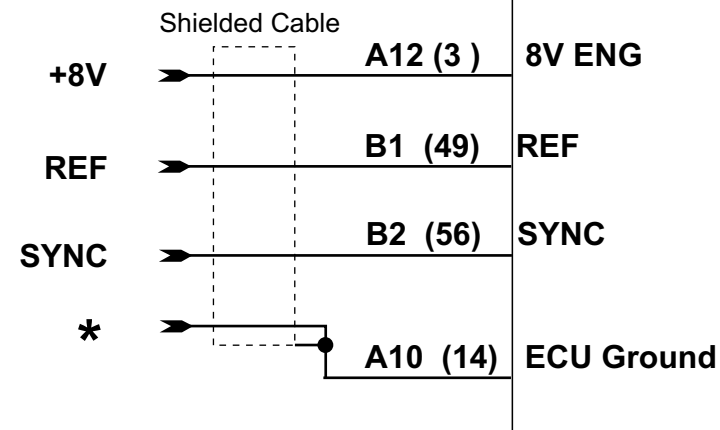 Shielded Cable
+8V A12 (3 ) 8V ENG
REF B1 (49) REF
SYNC B2 (56) SYNC
* A10 (14) ECU Ground